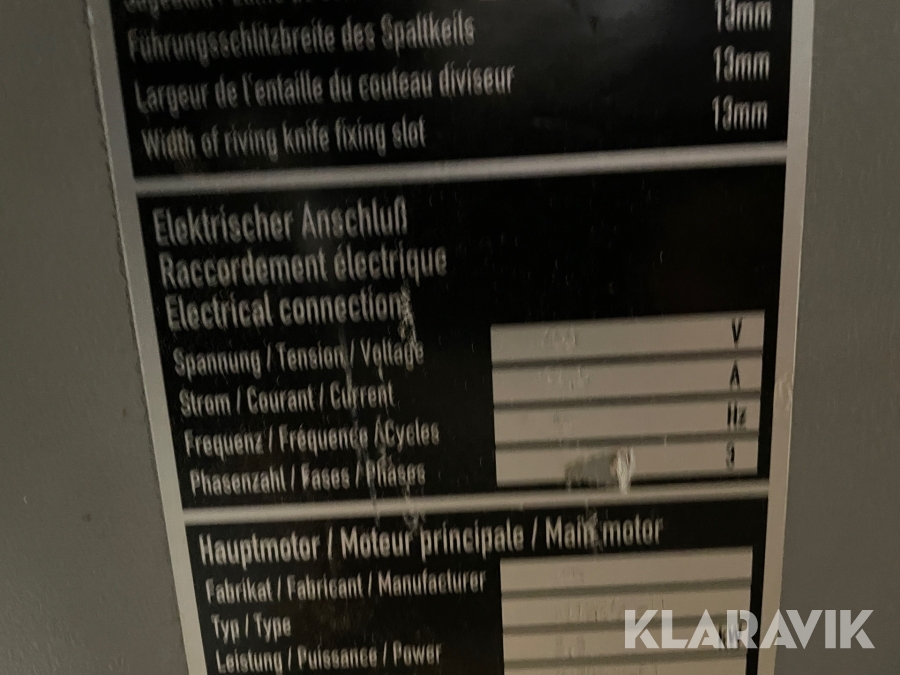 13mm
Führungsschlitzbreite des Spaltkeils
Largeur de l'entaille du couteau diviseur 13mm
Width of riving knife fixing slot 13mm
Elektrischer Anschluß
Raccordement électrique
Electrical connection
Spannung / Tension / Voltage V
Strom / Courant / Current A
Frequenz / Fréquence / Cycles Hz
Phasenzahl / Fases / Phases
Hauptmotor / Moteur principale / Main motor
Fabrikat / Fabricant / Manufacturer
Typ / Type
Leistung / Puissance / Power
KLARAVIK